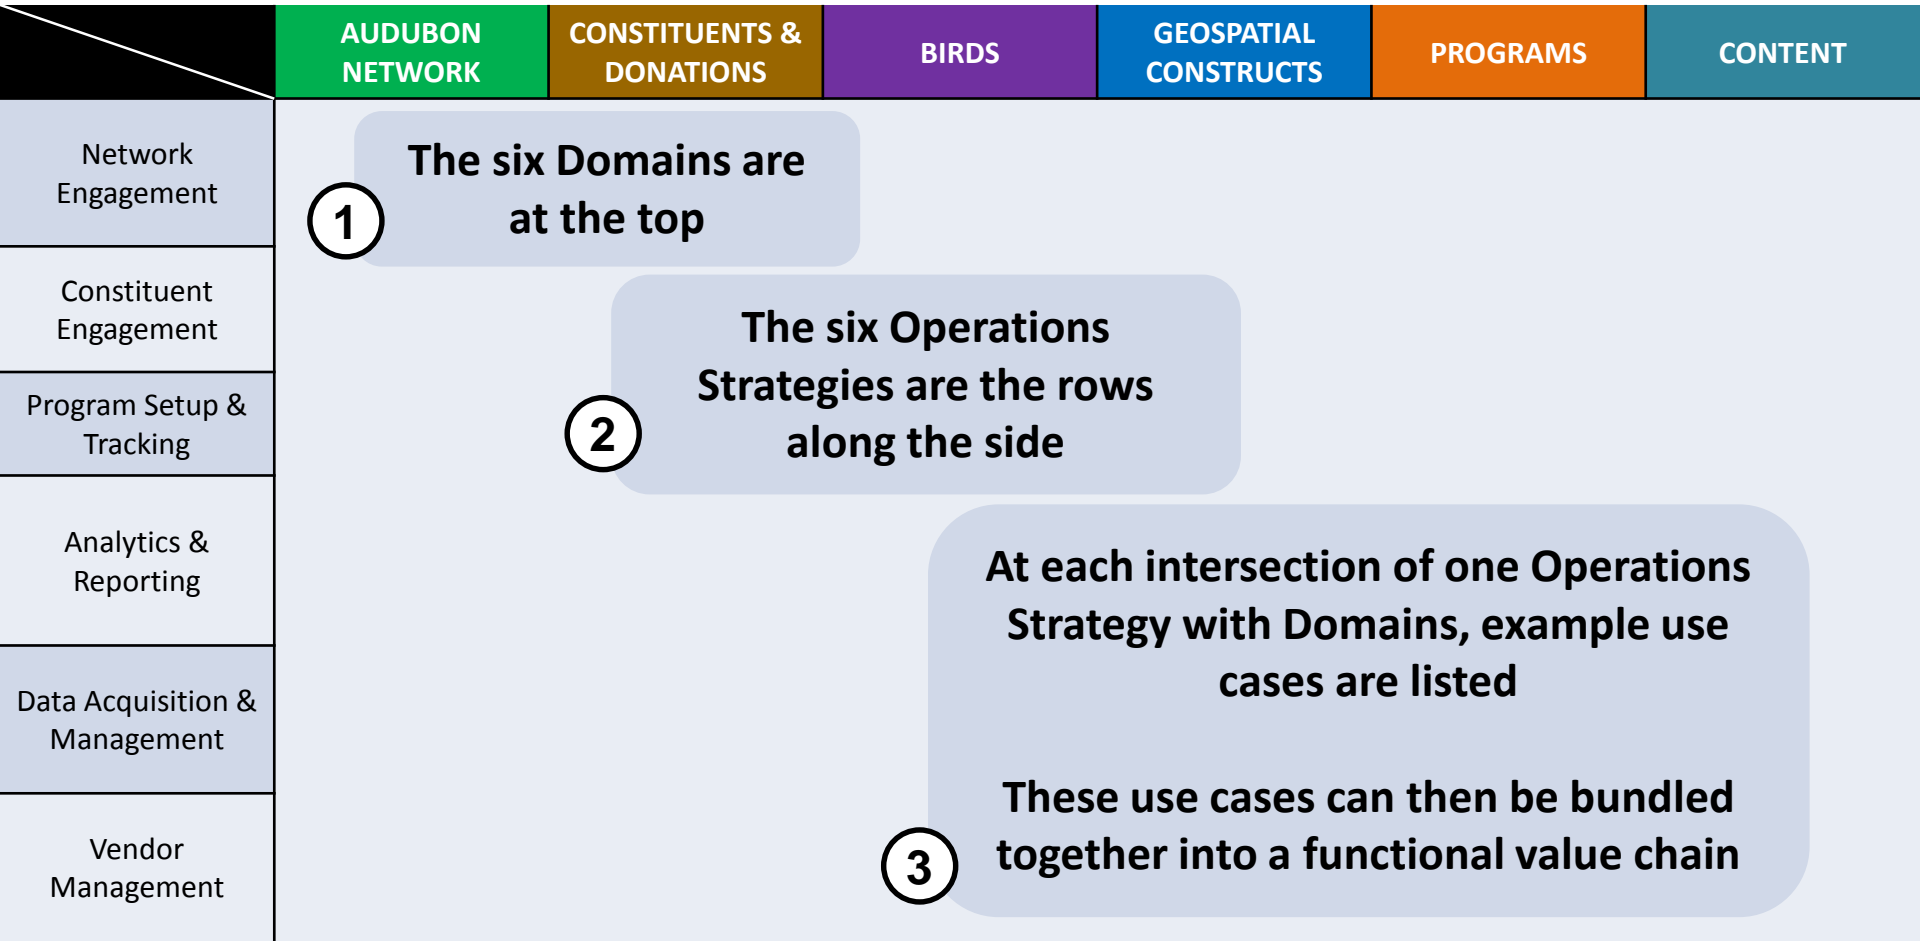 AUDUBON
NETWORK
CONSTITUENTS &
DONATIONS
BIRDS
GEOSPATIAL
CONSTRUCTS
PROGRAMS
CONTENT
Network
Engagement
Constituent
Engagement
Program Setup &
Tracking
Analytics &
Reporting
Data Acquisition &
Management
Vendor
Management
1
The six Domains are
at the top
2
The six Operations
Strategies are the rows
along the side
3
At each intersection of one Operations
Strategy with Domains, example use
cases are listed
These use cases can then be bundled
together into a functional value chain